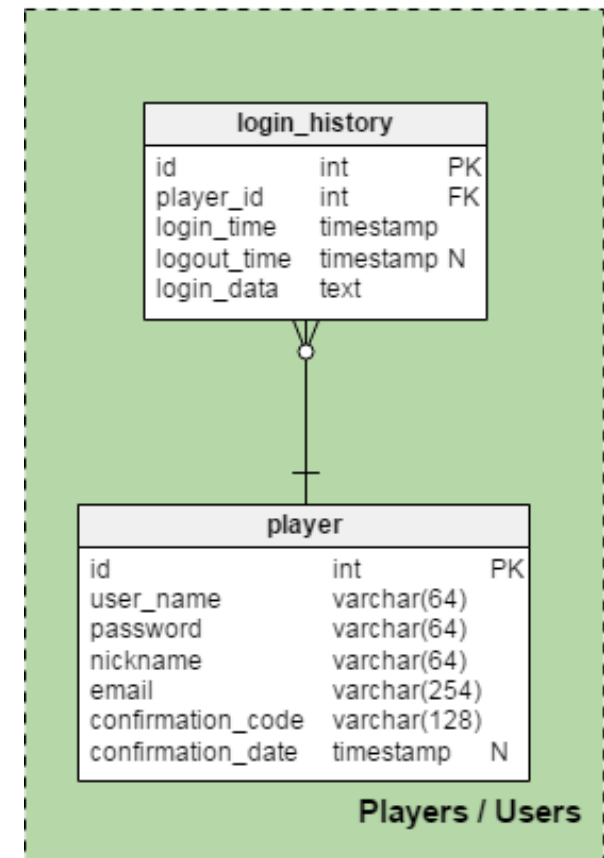 login_history
id int PK
player_id int FK
login_time timestamp
logout_time timestamp N
login_data text
player
id int PK
user_name varchar(64)
password varchar(64)
nickname varchar(64)
email varchar(254)
confirmation_code varchar(128)
confirmation_date timestamp N
Players / Users